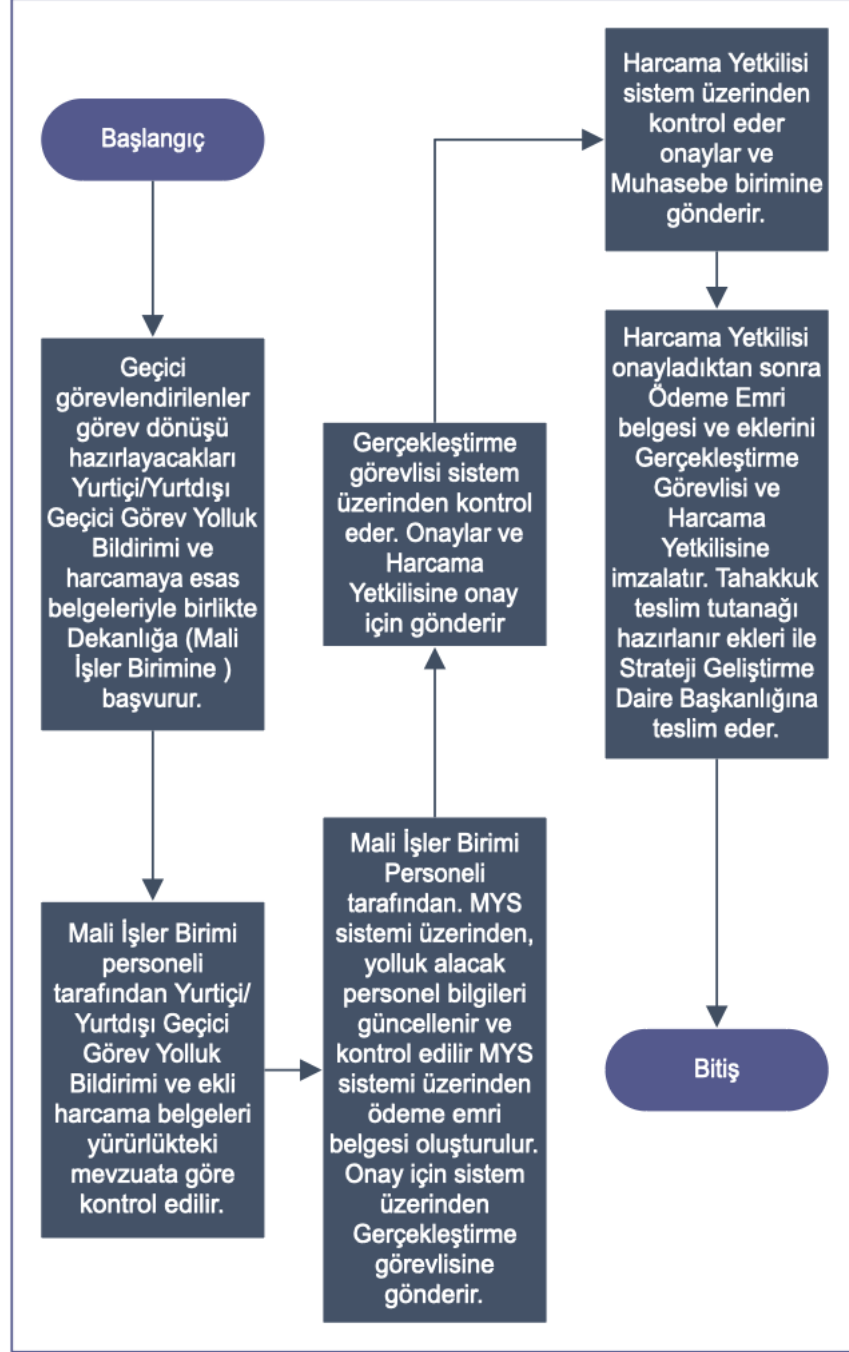 Başlangıç
Geçici
görevlendirilenler
görev dönüşü
hazırlayacakları
Yurtiçi/Yurtdışı
Geçici Görev Yolluk
Bildirimi ve
harcamaya esas
belgeleriyle birlikte
Dekanlığa (Mali
İşler Birimine )
başvurur.
Mali İşler Birimi
personeli
tarafından Yurtiçi/
Yurtdışı Geçici
Görev Yolluk
Bildirimi ve ekli
harcama belgeleri
yürürlükteki
mevzuata göre
kontrol edilir.
Mali İşler Birimi
Personeli
tarafından. MYS
sistemi üzerinden,
yolluk alacak
personel bilgileri
güncellenir ve
kontrol edilir MYS
sistemi üzerinden
ödeme emri
belgesi oluşturulur.
Onay için sistem
üzerinden
Gerçekleştirme
görevlisine
gönderir.
Gerçekleştirme
görevlisi sistem
üzerinden kontrol
eder. Onaylar ve
Harcama
Yetkilisine onay
için gönderir
Harcama Yetkilisi
sistem üzerinden
kontrol eder
onaylar ve
Muhasebe birimine
gönderir.
Harcama Yetkilisi
onayladıktan sonra
Ödeme Emri
belgesi ve eklerini
Gerçekleştirme
Görevlisi ve
Harcama
Yetkilisine
imzalatır. Tahakkuk
teslim tutanağı
hazırlanır ekleri ile
Strateji Geliştirme
Daire Başkanlığına
teslim eder.
Bitiş